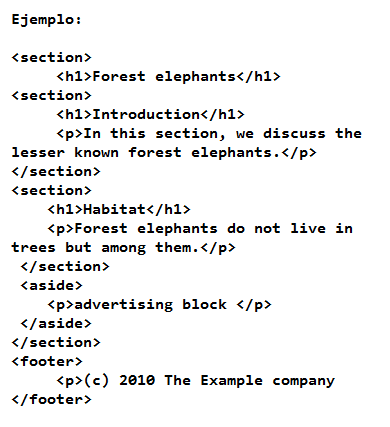 Ejemplo:
<section>
<h1>Forest elephants</h1>
<section>
<h1>Introduction</h1>
<p>In this section, we discuss the
lesser known forest elephants.</p>
</section>
<section>
<h1>Habitat</h1>
<p>Forest elephants do not live in
trees but among them.</p>
</section>
<aside>
<p>advertising block </p>
</aside>
</section>
<footer>
<p>(c) 2010 The Example company
</footer>